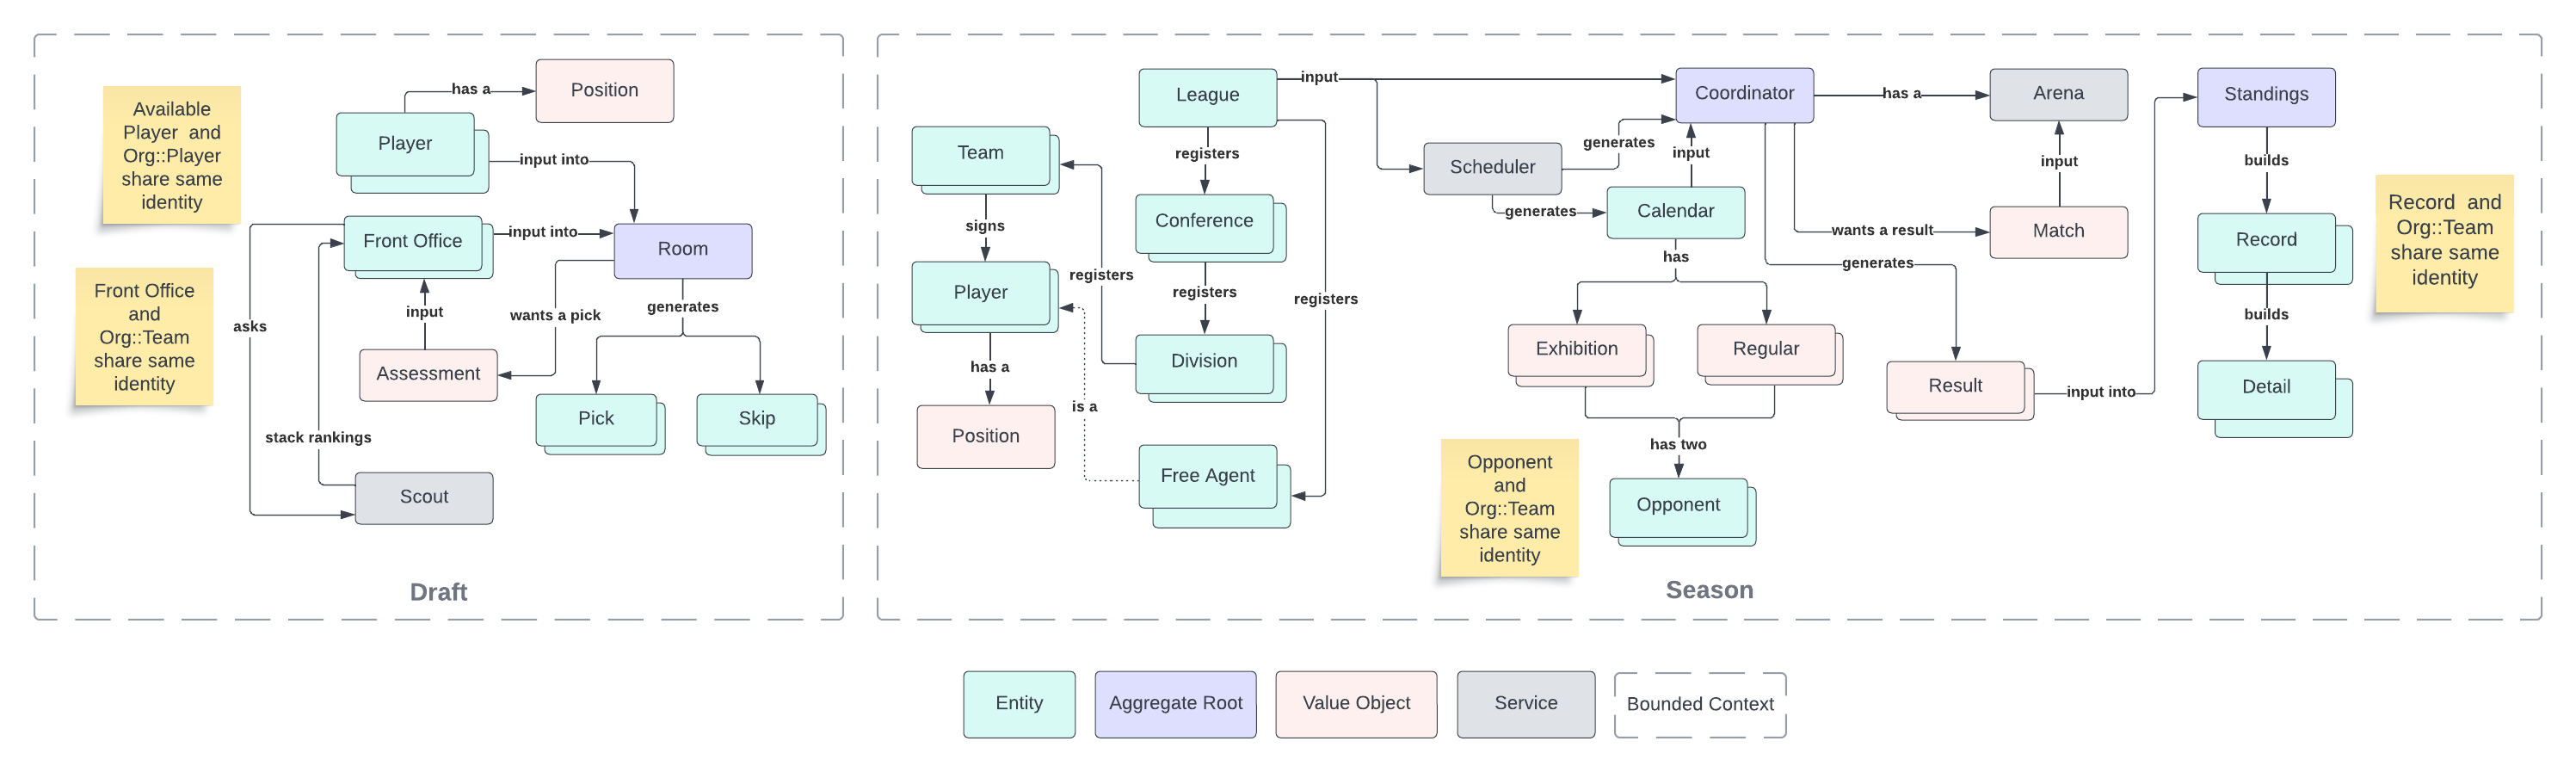 Available
Player and
Org::Player
share same
identity
has a
Position
Player
input into
Front Office
input into
Room
Front Office
and
Org::Team
share same
identity
asks
input
wants a pick
generates
Assessment
Pick
Skip
stack rankings
Scout
Draft
League
input
Coordinator
has a
Arena
Standings
Team
registers
Scheduler
generates
input
input
builds
signs
Conference
generates
Calendar
wants a result
Match
Record
Record and
Org::Team
share same
identity
Player
registers
registers
registers
has
generates
builds
has a
Division
Exhibition
Regular
Result
input into
Detail
is a
Position
Free Agent
has two
Opponent
and
Org::Team
share same
identity
Opponent
Season
Entity
Aggregate Root
Value Object
Service
Bounded Context